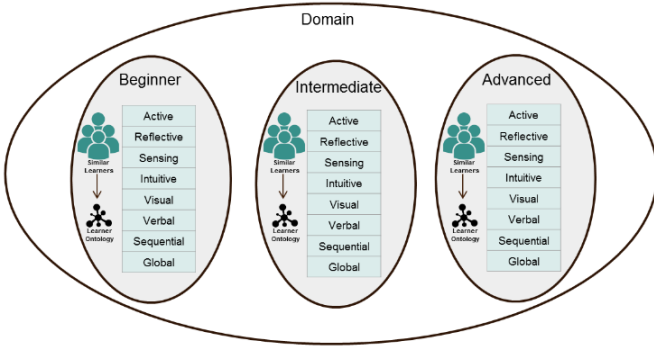 Domain
Beginner
Similar
Learners
Learner
Ontology
Active
Reflective
Sensing
Intuitive
Visual
Verbal
Sequential
Global
Intermediate
Similar
Learners
Learner
Ontology
Active
Reflective
Sensing
Intuitive
Visual
Verbal
Sequential
Global
Advanced
Similar
Learners
Learner
Ontology
Active
Reflective
Sensing
Intuitive
Visual
Verbal
Sequential
Global